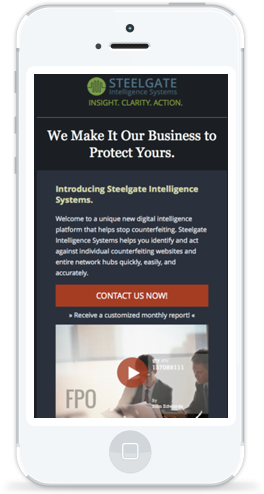 STEELGATE
Intelligence Systems
INSIGHT. CLARITY. ACTION.
We Make It Our Business to
Protect Yours.
Introducing Steelgate Intelligence
Systems.
Welcome to a unique new digital intelligence
platform that helps stop counterfeiting. Steelgate
Intelligence Systems helps you identify and act
against individual counterfeiting websites and
entire network hubs quickly, easily, and
accurately.
CONTACT US NOW!
» Receive a customized monthly report! «
FPO
By